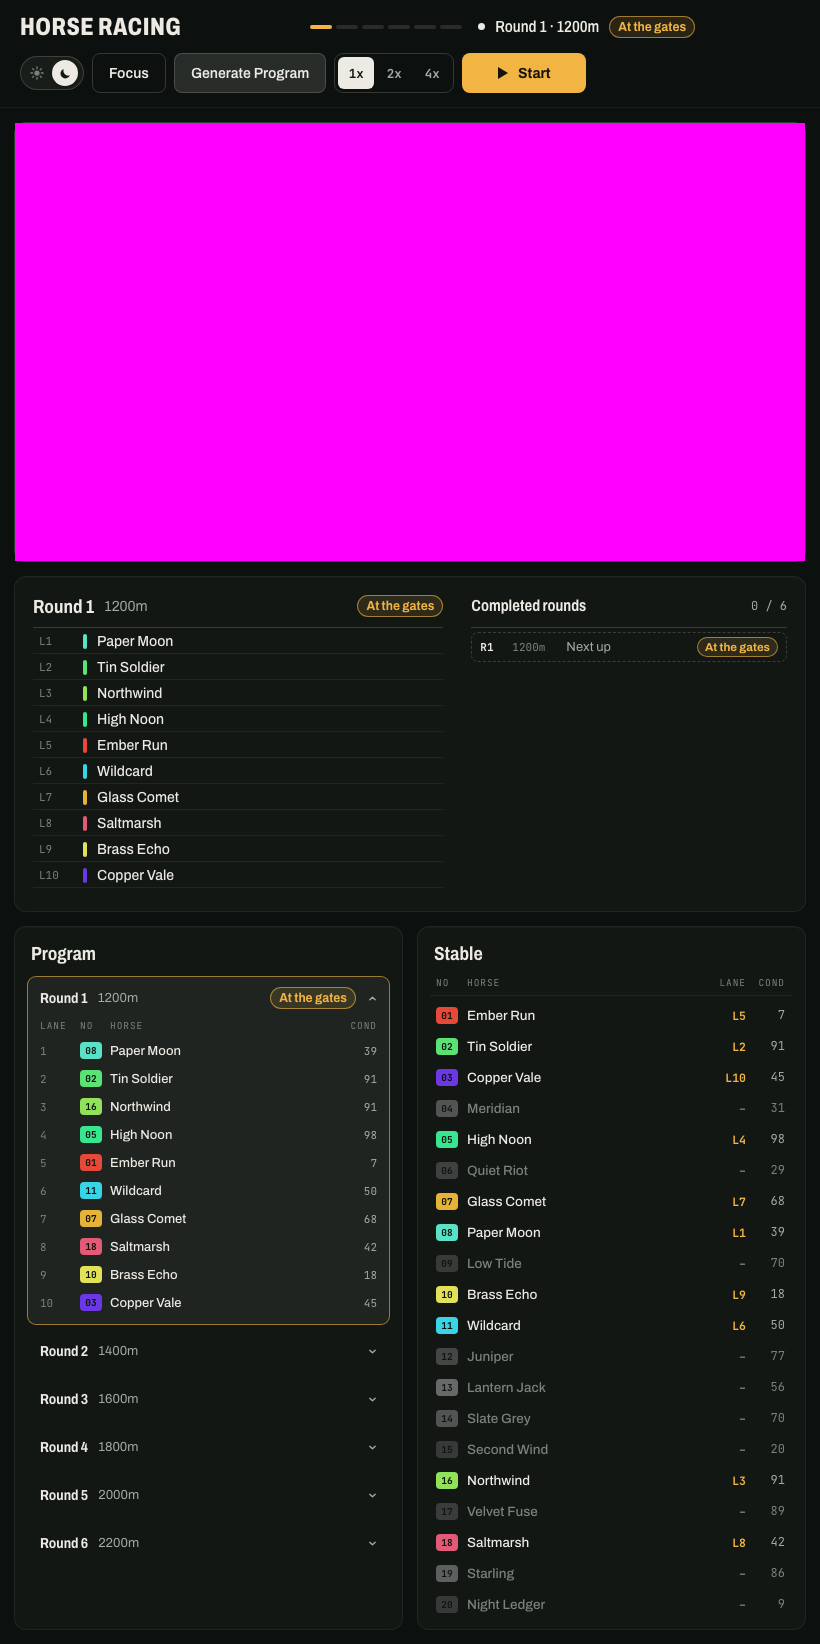 HORSE RACING
Round 1 · 1200m At the gates
Focus Generate Program 1x 2x 4x Start
Round 1 1200m At the gates
L1 Paper Moon
L2 Tin Soldier
L3 Northwind
L4 High Noon
L5 Ember Run
L6 Wildcard
L7 Glass Comet
L8 Saltmarsh
L9 Brass Echo
L10 Copper Vale
Completed rounds 0 / 6
R1 1200m Next up At the gates
Program
Round 1 1200m At the gates
LANE NO HORSE COND
1 08 Paper Moon 39
2 02 Tin Soldier 91
3 16 Northwind 91
4 05 High Noon 98
5 01 Ember Run 7
6 11 Wildcard 50
7 07 Glass Comet 68
8 18 Saltmarsh 42
9 10 Brass Echo 18
10 03 Copper Vale 45
Round 2 1400m
Round 3 1600m
Round 4 1800m
Round 5 2000m
Round 6 2200m
Stable
NO HORSE LANE COND
01 Ember Run L5 7
02 Tin Soldier L2 91
03 Copper Vale L10 45
04 Meridian – 31
05 High Noon L4 98
06 Quiet Riot – 29
07 Glass Comet L7 68
08 Paper Moon L1 39
09 Low Tide – 70
10 Brass Echo L9 18
11 Wildcard L6 50
12 Juniper – 77
13 Lantern Jack – 56
14 Slate Grey – 70
15 Second Wind – 20
16 Northwind L3 91
17 Velvet Fuse – 89
18 Saltmarsh L8 42
19 Starling – 86
20 Night Ledger – 9